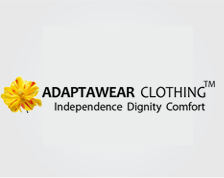 ADAPTAWEAR CLOTHING™
Independence Dignity Comfort